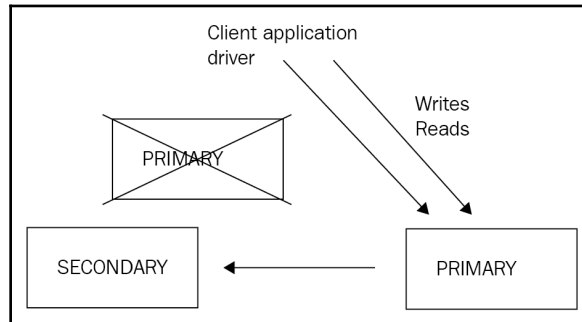 Client application
driver
Writes
Reads
PRIMARY
SECONDARY
PRIMARY